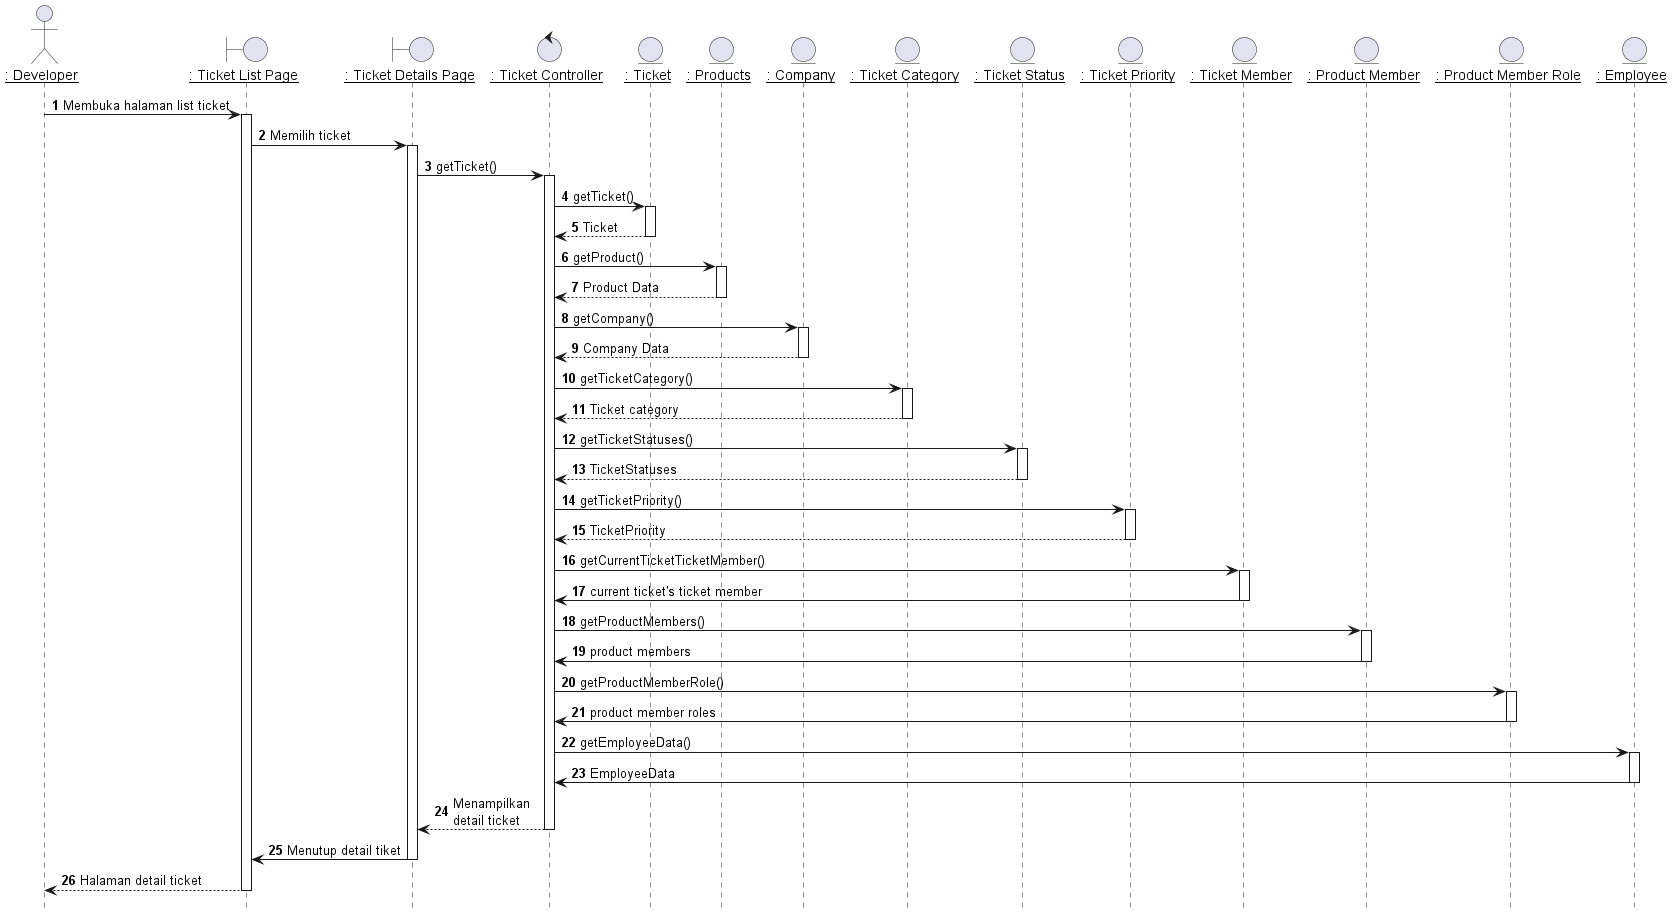 : Developer
: Ticket List Page
: Ticket Details Page
: Ticket Controller
: Ticket
: Products
: Company
: Ticket Category
: Ticket Status
: Ticket Priority
: Ticket Member
: Product Member
: Product Member Role
: Employee
1 Membuka halaman list ticket
2 Memilih ticket
3 getTicket()
4 getTicket()
5 Ticket
6 getProduct()
7 Product Data
8 getCompany()
9 Company Data
10 getTicketCategory()
11 Ticket category
12 getTicketStatuses()
13 TicketStatuses
14 getTicketPriority()
15 TicketPriority
16 getCurrentTicketTicketMember()
17 current ticket's ticket member
18 getProductMembers()
19 product members
20 getProductMemberRole()
21 product member roles
22 getEmployeeData()
23 EmployeeData
24 Menampilkan
detail ticket
25 Menutup detail tiket
26 Halaman detail ticket